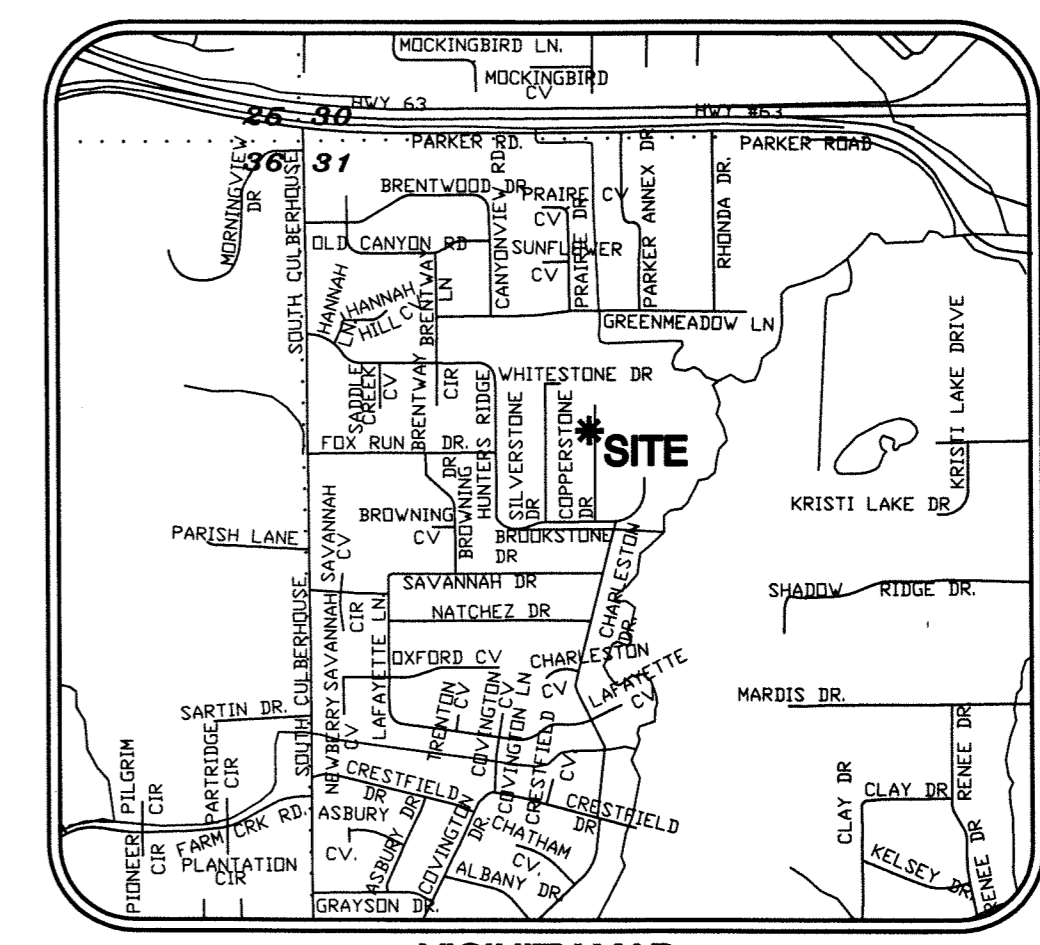 MOCKINGBIRD LN.
MOCKINGBIRD
CV
HWY 63
HWY #63
25 30
36 31
PARKER RD.
PARKER ROAD
MORNINGVIEW
DR
SOUTH CULBERHOUSE
BRENTWOOD DR
CANYONVIEW RD
PRAIRE CV
CV
PRAIRIE DR
PARKER ANNEX DR
RHONDA DR.
OLD CANYON RD
SUNFLOWER
CV
HANNAH
LN
HANNAH
HILL CV
BRENTWAY
LN
GREENMEADOW LN
KRISTI LAKE DRIVE
SADDLE
CREEK
CV
BRENTWAY
CIR
HUNTERS RIDGE
WHITESTONE DR
SILVERSTONE
DR
COPPERSTONE
DR
SITE
FOX RUN DR.
BROWNING
DR
BROWNING
CV
BROOKSTONE
DR
KRISTI LAKE DR
PARISH LANE
SAVANNAH
CV
SAVANNAH
CIR
SAVANNAH DR
NATCHEZ DR
CHARLESTON
DR.
SHADOW RIDGE DR.
LAFAYETTE LN
OXFORD CV
CHARLESTON
CV
LAFAYETTE
CV
MARDIS DR.
SOUTH CULBERHOUSE
SARTIN DR.
NEWBERRY
CV
TRENTON
CV
COVINGTON
CV
COVINGTON LN
CRESTFIELD
CV
PILGRIM
CIR
PARTRIDGE
CIR
CRESTFIELD
DR
CRESTFIELD
DR
RENEE DR
CLAY DR
CLAY DR
PIONEER
CIR
FARM CRK RD.
PLANTATION
CIR
ASBURY
CV.
ASBURY DR
COVINGTON
DR.
CHATHAM
CV.
ALBANY DR.
KELSEY DR.
RENEE DR
GRAYSON DR.